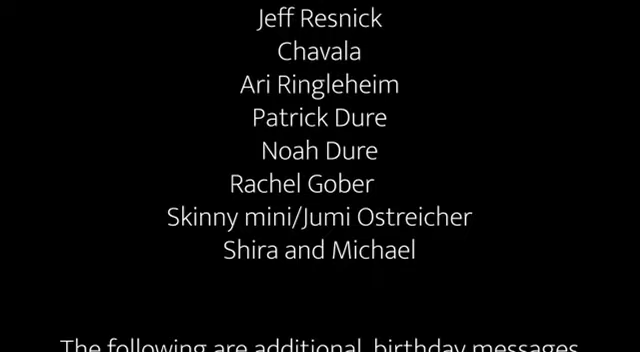 Jeff Resnick
Chavala
Ari Ringleheim
Patrick Dure
Noah Dure
Rachel Gober
Skinny mini/Jumi Ostreicher
Shira and Michael
The following are additional birthday messages